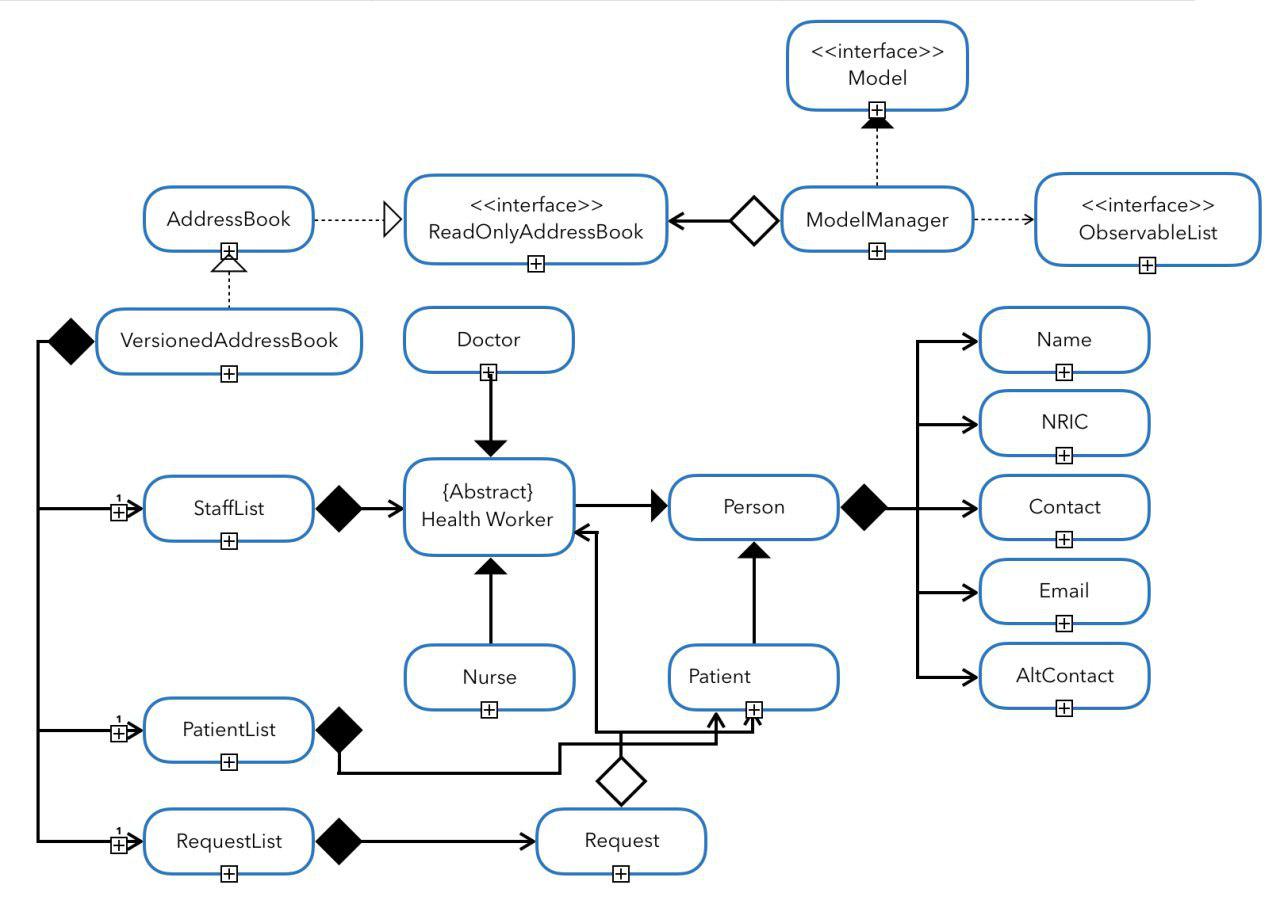 <<interface>>
Model
AddressBook
<<interface>>
ReadOnlyAddressBook
ModelManager
<<interface>>
ObservableList
VersionedAddressBook
Doctor
Name
NRIC
1
StaffList
{Abstract}
Health Worker
Person
Contact
Email
Nurse
Patient
AltContact
1
PatientList
1
RequestList
Request